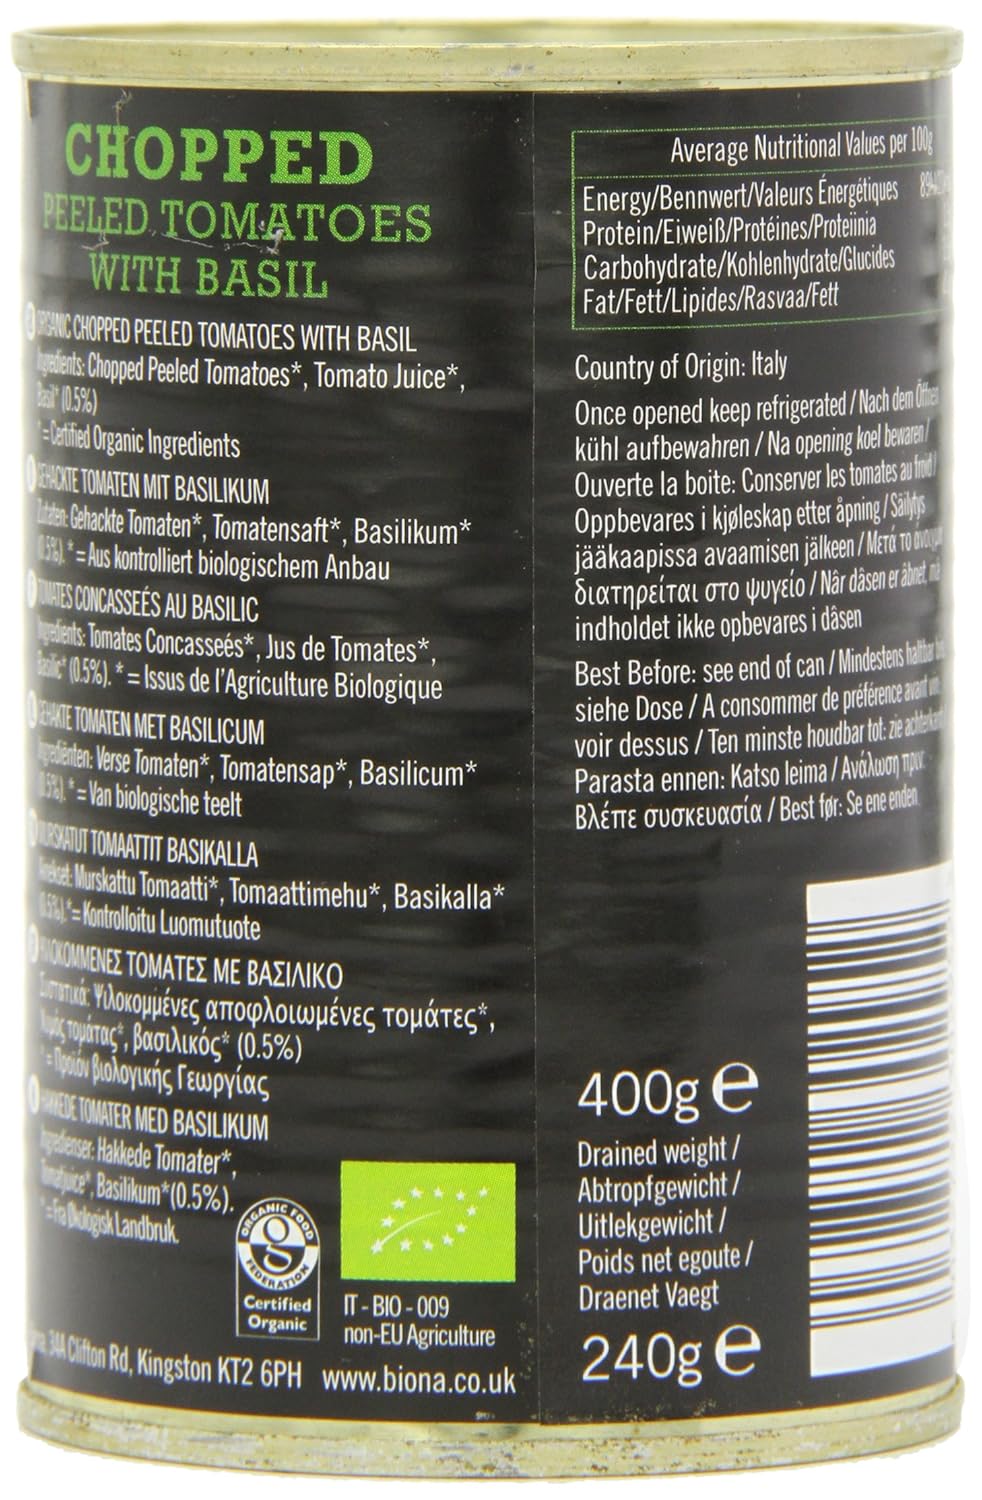 CHOPPED
PEELED TOMATOES
WITH BASIL
ORGANIC CHOPPED PEELED TOMATOES WITH BASIL
Ingredients: Chopped Peeled Tomatoes*, Tomato Juice*,
Basil* (0.5%)
* = Certified Organic Ingredients
GEHACKTE TOMATEN MIT BASILIKUM
Zutaten: Gehackte Tomaten*, Tomatensaft*, Basilikum*
(0.5%). * = Aus kontrolliert biologischem Anbau
TOMATES CONCASSEÉS AU BASILIC
Ingredients: Tomates Concasseés*, Jus de Tomates*,
Basilic* (0.5%). * = Issus de l'Agriculture Biologique
GEHAKTE TOMATEN MET BASILICUM
Ingrediënten: Verse Tomaten*, Tomatensap*, Basilicum*
(0.5%). * = Van biologische teelt
MURSKATUT TOMAATTIT BASIKALLA
Ainekset: Murskattu Tomaatti*, Tomaattimehu*, Basikalla*
(0.5%). * = Kontrolloitu Luomutuote
ΨΙΛΟΚΟΜΜΕΝΕΣ ΤΟΜΑΤΕΣ ΜΕ ΒΑΣΙΛΙΚΟ
Συστατικά: Ψιλοκομμένες αποφλοιωμένες τομάτες*,
Χυμός τομάτας*, βασιλικός* (0.5%)
* = Προϊόν βιολογικής Γεωργίας
HAKKEDE TOMATER MED BASILIKUM
Ingredienser: Hakkede Tomater*,
Tomatjuice*, Basilikum*(0.5%).
* = Fra Økologisk Landbruk.
ORGANIC FOOD
FEDERATION
Certified
Organic
IT - BIO - 009
non-EU Agriculture
34A Clifton Rd, Kingston KT2 6PH www.biona.co.uk
Average Nutritional Values per 100g
Energy/Bennwert/Valeurs Énergétiques
Protein/Eiweiß/Protéines/Proteiinia
Carbohydrate/Kohlenhydrate/Glucides
Fat/Fett/Lipides/Rasvaa/Fett
Country of Origin: Italy
Once opened keep refrigerated / Nach dem Öffnen
kühl aufbewahren / Na opening koel bewaren /
Ouverte la boite: Conserver les tomates au froid /
Oppbevares i kjøleskap etter åpning / Säilytys
jääkaapissa avaamisen jälkeen / Μετά το άνοιγμα
διατηρείται στο ψυγείο / Når dåsen er åbnet, må
indholdet ikke opbevares i dåsen
Best Before: see end of can / Mindestens haltbar
siehe Dose / A consommer de préférence avant
voir dessus / Ten minste houdbar tot: zie
Parasta ennen: Katso leima / Ανάλωση πριν:
Βλέπε συσκευασία / Best før: Se ene enden
400g e
Drained weight /
Abtropfgewicht /
Uitlekgewicht /
Poids net egoute /
Draenet Vaegt
240g e